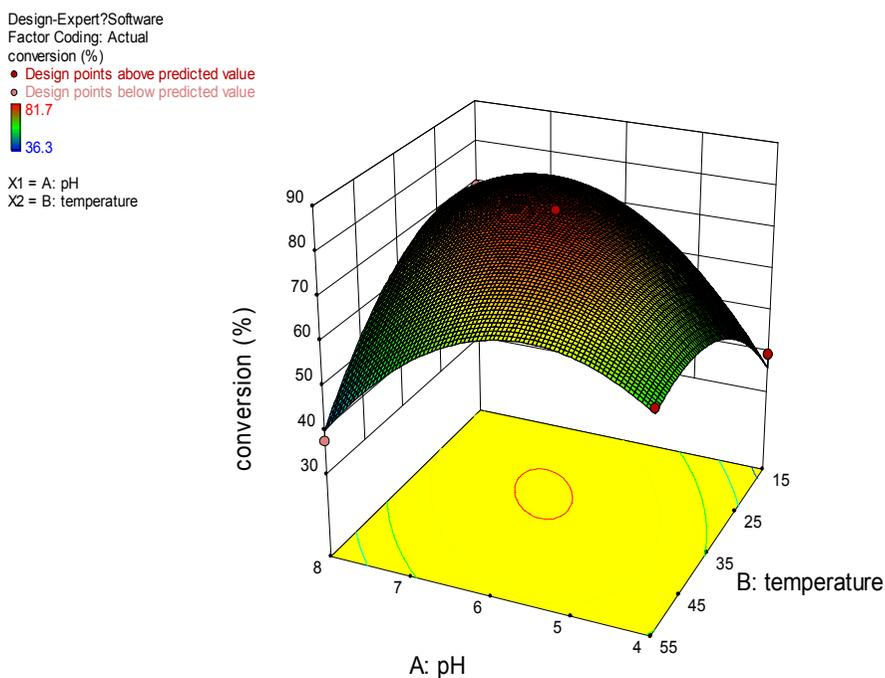 Design-Expert?Software
Factor Coding: Actual
conversion (%)
Design points above predicted value
Design points below predicted value
81.7
36.3
X1 = A: pH
X2 = B: temperature
90
80
70
60
50
40
30
conversion (%)
15
25
35
45
55
B: temperature
8
7
6
5
4
A: pH